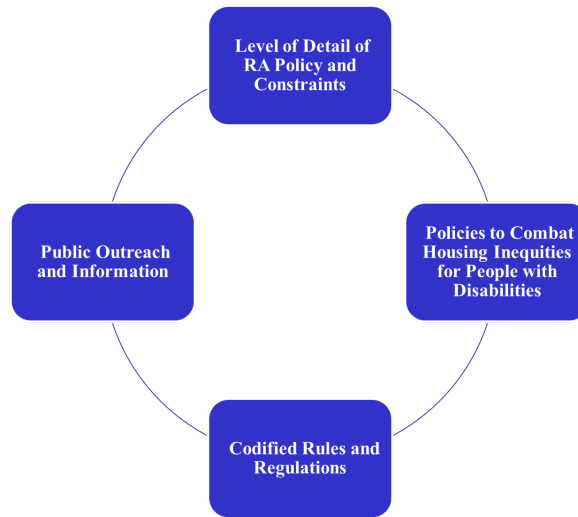 Level of Detail of
RA Policy and
Constraints
Policies to Combat
Housing Inequities
for People with
Disabilities
Codified Rules and
Regulations
Public Outreach
and Information